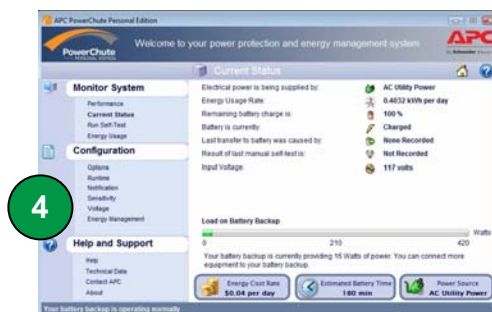 APC PowerChute Personal Edition
PowerChute
PERSONAL EDITION
Welcome to your power protection and energy management system
APC
by Schneider Electric
Current Status
Monitor System
Performance
Current Status
Run Self-Test
Energy Usage
Configuration
Options
Runtime
Notification
Sensitivity
Voltage
Energy Management
4
Help and Support
Help
Technical Data
Contact APC
About
Electrical power is being supplied by: AC Utility Power
Energy Usage Rate: 0.4032 kWh per day
Remaining battery charge is: 100 %
Battery is currently: Charged
Last transfer to battery was caused by: None Recorded
Result of last manual self-test is: Not Recorded
Input Voltage: 117 volts
Load on Battery Backup
Watts
0 210 420
Your battery backup is currently providing 16 Watts of power. You can connect more
equipment to your battery backup.
Energy Cost Rate
$0.04 per day
Estimated Battery Time
180 min
Power Source
AC Utility Power
Your battery backup is operating normally